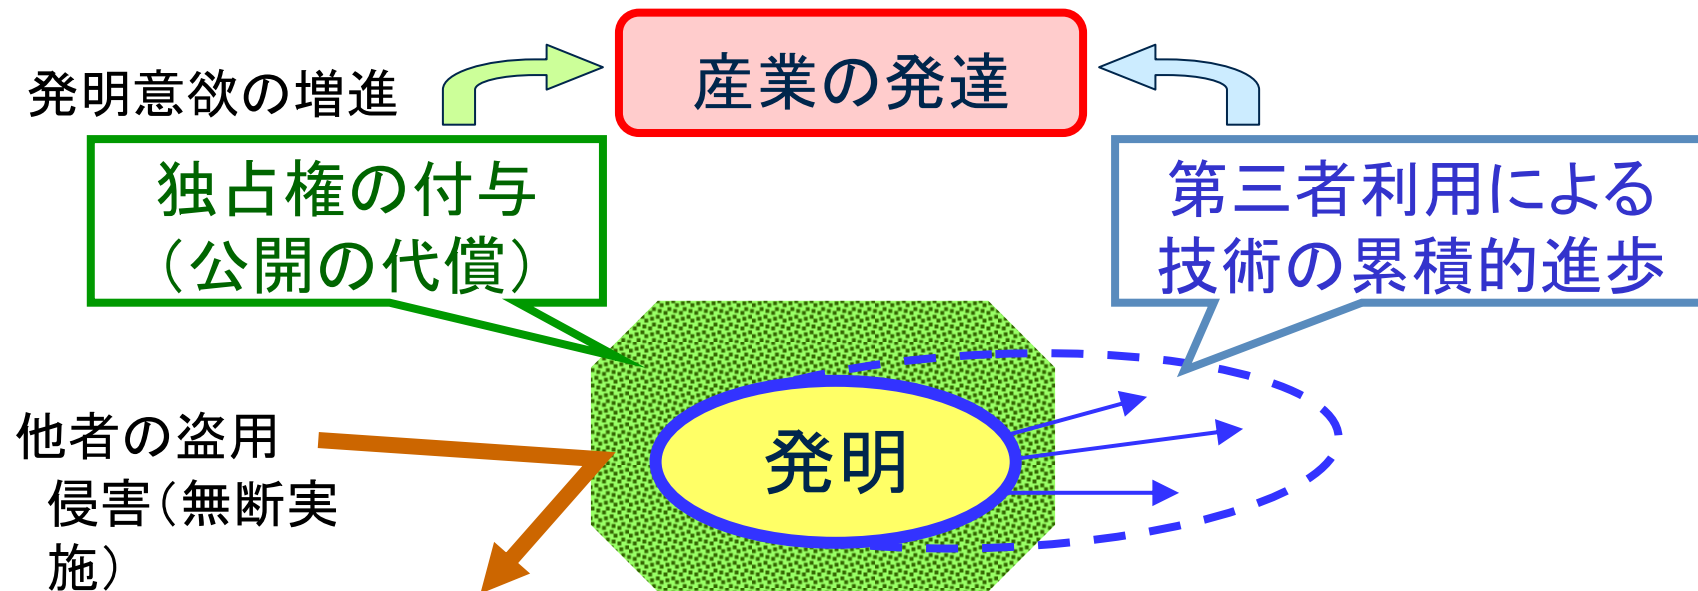 産業の発達
発明意欲の増進
独占権の付与
（公開の代償）
第三者利用による
技術の累積的進歩
発明
他者の盗用
侵害（無断実
施）